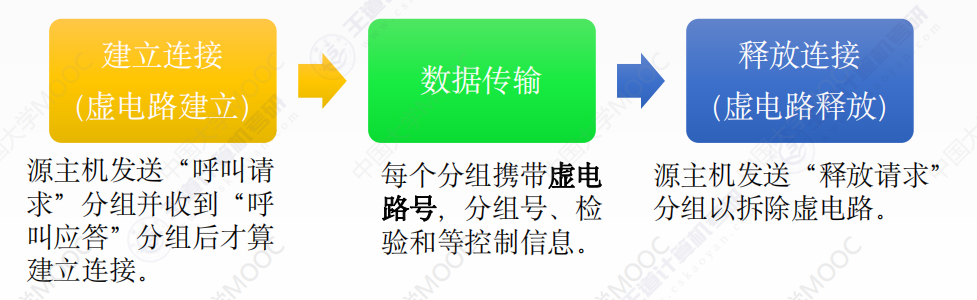 建立连接
(虚电路建立)
数据传输
释放连接
(虚电路释放)
源主机发送“呼叫请
求”分组并收到“呼
叫应答”分组后才算
建立连接。
每个分组携带虚电
路号，分组号、检
验和等控制信息。
源主机发送“释放请求”
分组以拆除虚电路。